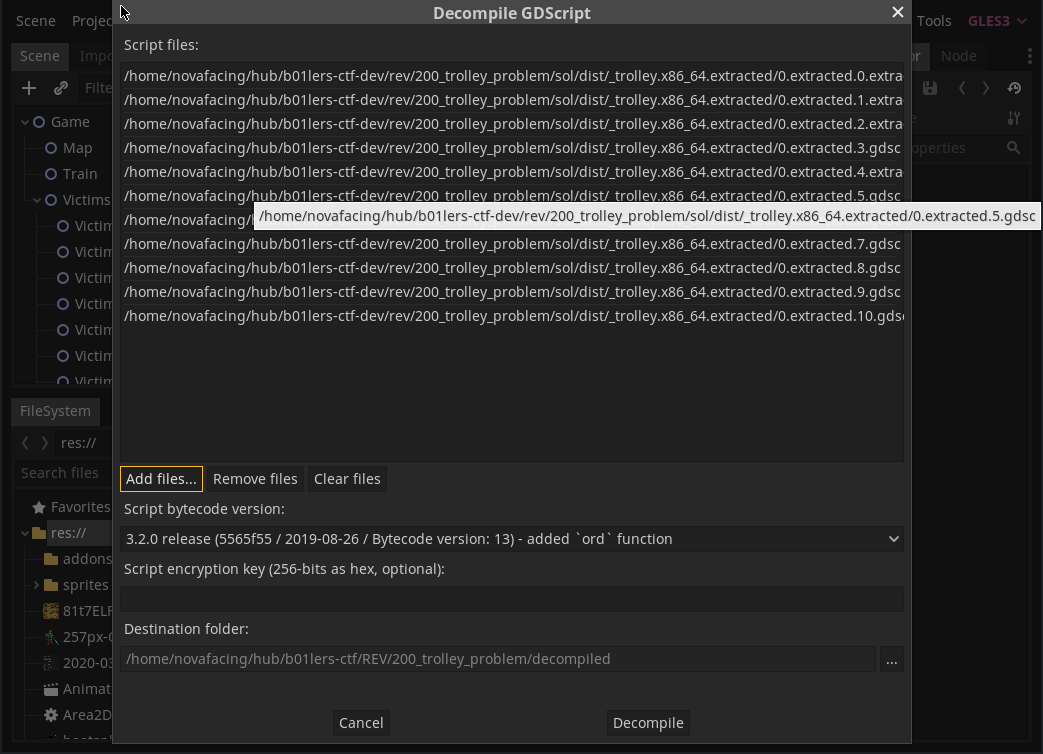 Decompile GDScript
Scene Projec Tools GLES3
Scene Impo or Node
Script files:
Filte
/home/novafacing/hub/b01lers-ctf-dev/rev/200_trolley_problem/sol/dist/_trolley.x86_64.extracted/0.extracted.0.extra
/home/novafacing/hub/b01lers-ctf-dev/rev/200_trolley_problem/sol/dist/_trolley.x86_64.extracted/0.extracted.1.extra
/home/novafacing/hub/b01lers-ctf-dev/rev/200_trolley_problem/sol/dist/_trolley.x86_64.extracted/0.extracted.2.extra
/home/novafacing/hub/b01lers-ctf-dev/rev/200_trolley_problem/sol/dist/_trolley.x86_64.extracted/0.extracted.3.gdsc
/home/novafacing/hub/b01lers-ctf-dev/rev/200_trolley_problem/sol/dist/_trolley.x86_64.extracted/0.extracted.4.extra
/home/novafacing/hub/b01lers-ctf-dev/rev/200_trolley_problem/sol/dist/_trolley.x86_64.extracted/0.extracted.5.gdsc
/home/novafacing/h
/home/novafacing/hub/b01lers-ctf-dev/rev/200_trolley_problem/sol/dist/_trolley.x86_64.extracted/0.extracted.5.gdsc
/home/novafacing/hub/b01lers-ctf-dev/rev/200_trolley_problem/sol/dist/_trolley.x86_64.extracted/0.extracted.7.gdsc
/home/novafacing/hub/b01lers-ctf-dev/rev/200_trolley_problem/sol/dist/_trolley.x86_64.extracted/0.extracted.8.gdsc
/home/novafacing/hub/b01lers-ctf-dev/rev/200_trolley_problem/sol/dist/_trolley.x86_64.extracted/0.extracted.9.gdsc
/home/novafacing/hub/b01lers-ctf-dev/rev/200_trolley_problem/sol/dist/_trolley.x86_64.extracted/0.extracted.10.gds
Game
Map
Train
Victims
Victim
Victim
Victim
Victim
Victim
Victim
Victim
operties
FileSystem
res://
Search files
Favorites
res://
addons
sprites
81t7ELF
257px-
2020-03
Animat
Area2D
Add files... Remove files Clear files
Script bytecode version:
3.2.0 release (5565f55 / 2019-08-26 / Bytecode version: 13) - added `ord` function
Script encryption key (256-bits as hex, optional):
Destination folder:
/home/novafacing/hub/b01lers-ctf/REV/200_trolley_problem/decompiled ...
Cancel Decompile